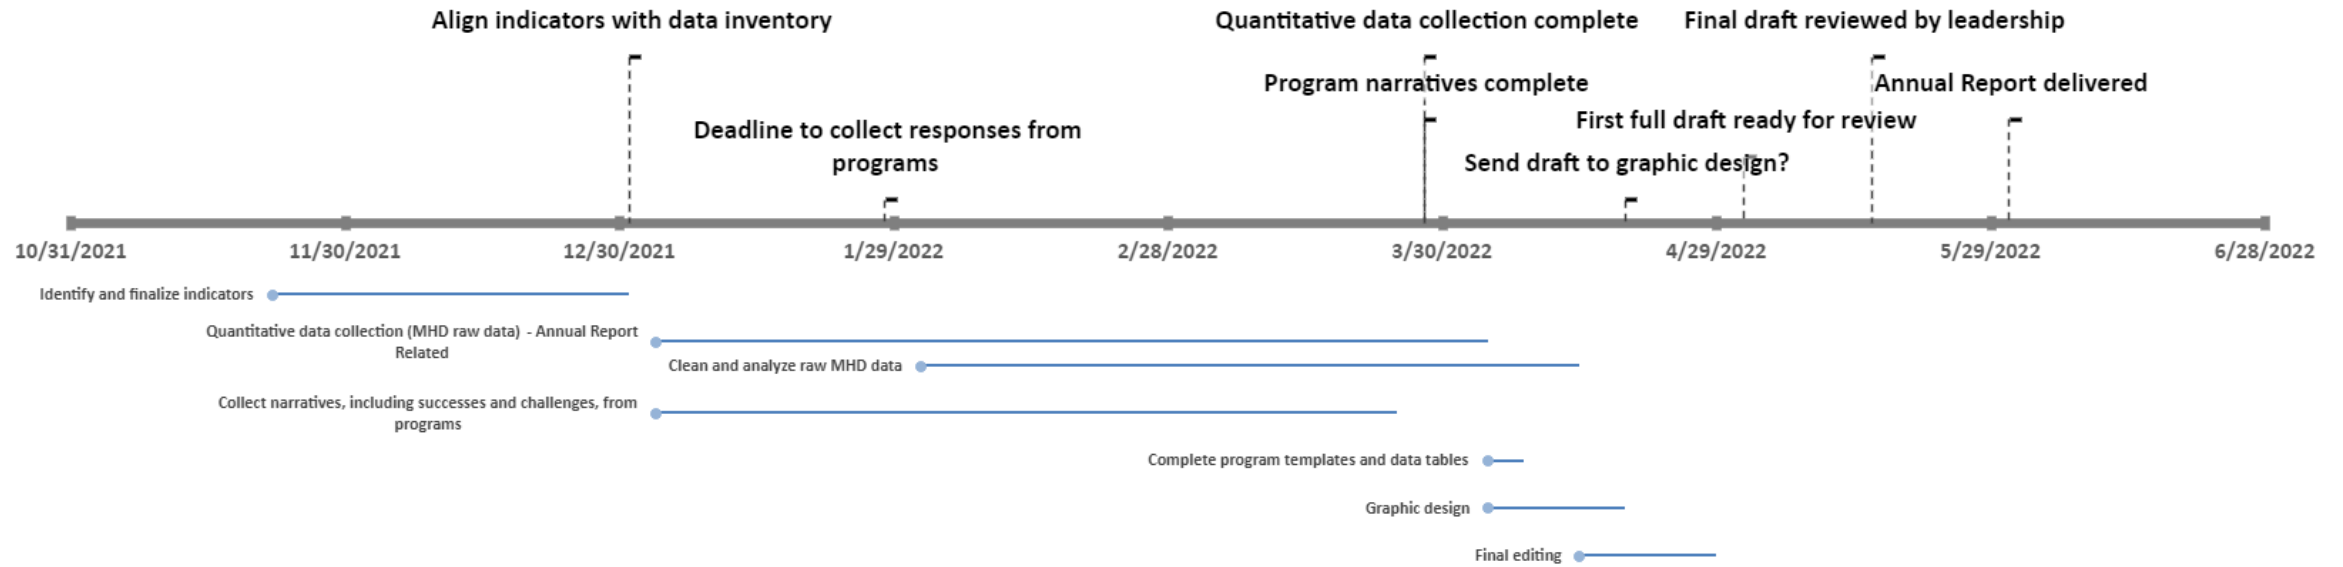 Align indicators with data inventory
Quantitative data collection complete
Final draft reviewed by leadership
Program narratives complete
Annual Report delivered
Deadline to collect responses from
programs
First full draft ready for review
Send draft to graphic design?
10/31/2021
11/30/2021
12/30/2021
1/29/2022
2/28/2022
3/30/2022
4/29/2022
5/29/2022
6/28/2022
Identify and finalize indicators
Quantitative data collection (MHD raw data)  - Annual Report
Related
Clean and analyze raw MHD data
Collect narratives, including successes and challenges, from
programs
Complete program templates and data tables
Graphic design
Final editing